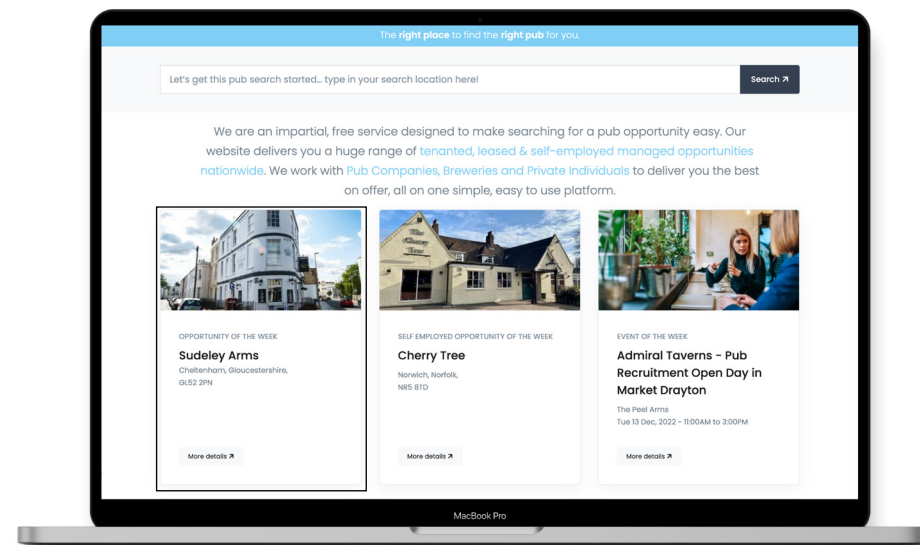 The right place to find the right pub for you.
Let's get this pub search started... type in your search location here!
Search
We are an impartial, free service designed to make searching for a pub opportunity easy. Our
website delivers you a huge range of tenanted, leased & self-employed managed opportunities
nationwide. We work with Pub Companies, Breweries and Private Individuals to deliver you the best
on offer, all on one simple, easy to use platform.
The
Cherry
Tree
OPPORTUNITY OF THE WEEK
Sudeley Arms
Cheltenham, Gloucestershire,
GL52 2PN
More details
SELF EMPLOYED OPPORTUNITY OF THE WEEK
Cherry Tree
Norwich, Norfolk,
NR5 8TD
More details
EVENT OF THE WEEK
Admiral Taverns - Pub
Recruitment Open Day in
Market Drayton
The Peel Arms
Tue 13 Dec, 2022 - 11:00AM to 3:00PM
More details
MacBook Pro